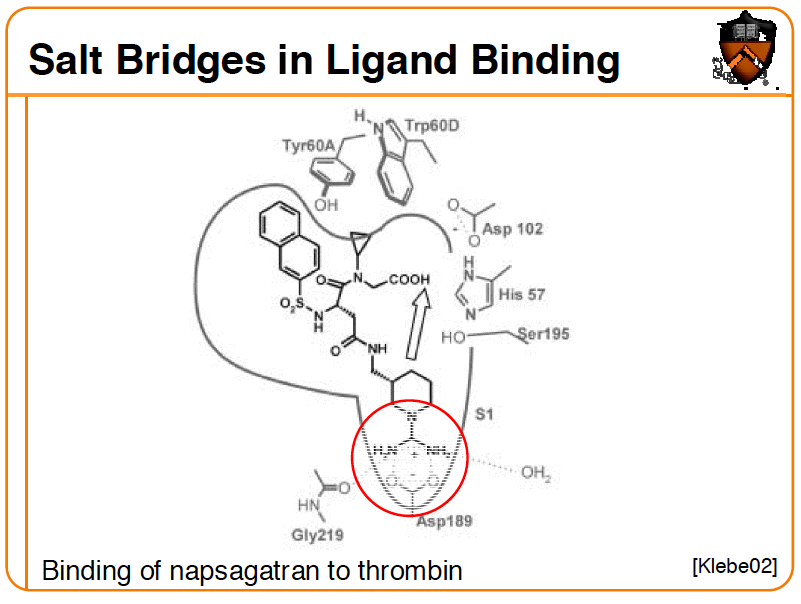 Salt Bridges in Ligand Binding
H
N
Trp60D
Tyr60A
OH
O
-
O
Asp 102
H
N
N
His 57
O
N
COOH
O2S
N
H
HO
Ser195
O
NH
S1
N
H2N
+
NH2
-
O
O
OH2
O
HN
Gly219
Asp189
Binding of napsagatran to thrombin
[Klebe02]